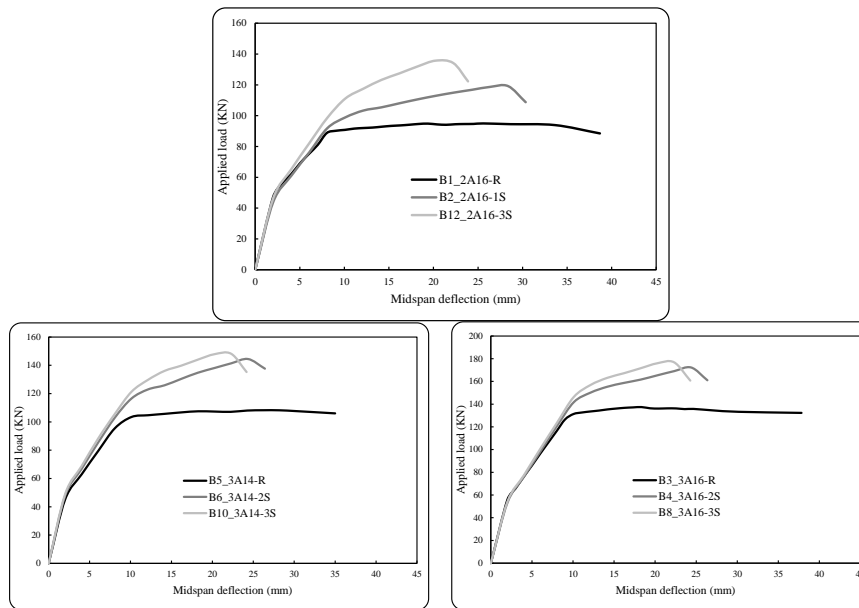 160
140
120
100
80
60
40
20
0
Applied load (KN)
B1_2A16-R
B2_2A16-1S
B12_2A16-3S
0 5 10 15 20 25 30 35 40 45
Midspan deflection (mm)
160
140
120
100
80
60
40
20
0
Applied load (KN)
B5_3A14-R
B6_3A14-2S
B10_3A14-3S
0 5 10 15 20 25 30 35 40 45
Midspan deflection (mm)
200
180
160
140
120
100
80
60
40
20
0
Applied load (KN)
B3_3A16-R
B4_3A16-2S
B8_3A16-3S
0 5 10 15 20 25 30 35 40 45
Midspan deflection (mm)